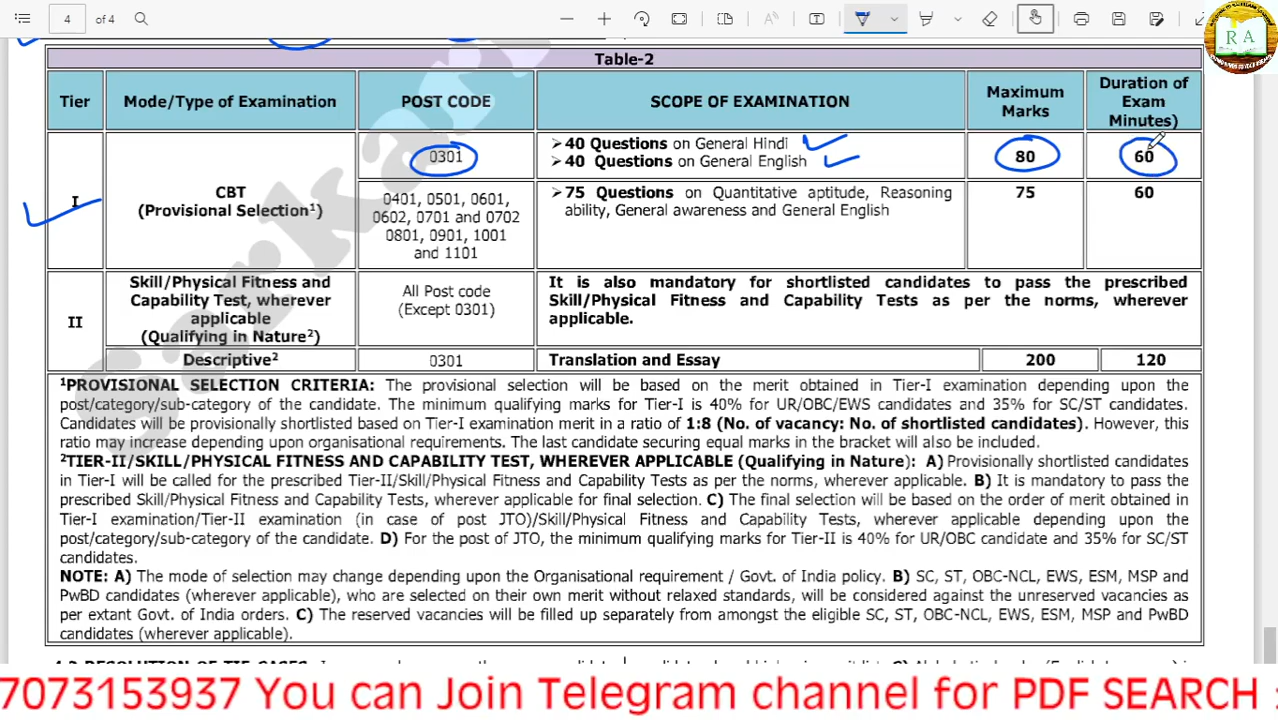 4 of 4
RA
Table-2
Tier Mode/Type of Examination POST CODE SCOPE OF EXAMINATION Maximum Marks Duration of Exam Minutes)
I
CBT
(Provisional Selection¹)
0301
➢40 Questions on General Hindi
➢40 Questions on General English
80
60
0401, 0501, 0601,
0602, 0701 and 0702
0801, 0901, 1001
and 1101
➢75 Questions on Quantitative aptitude, Reasoning
ability, General awareness and General English
75
60
II
Skill/Physical Fitness and
Capability Test, wherever
applicable
(Qualifying in Nature²)
All Post code
(Except 0301)
It is also mandatory for shortlisted candidates to pass the prescribed
Skill/Physical Fitness and Capability Tests as per the norms, wherever
applicable.
Descriptive² 0301 Translation and Essay 200 120
¹PROVISIONAL SELECTION CRITERIA: The provisional selection will be based on the merit obtained in Tier-I examination depending upon the
post/category/sub-category of the candidate. The minimum qualifying marks for Tier-I is 40% for UR/OBC/EWS candidates and 35% for SC/ST candidates.
Candidates will be provisionally shortlisted based on Tier-I examination merit in a ratio of 1:8 (No. of vacancy: No. of shortlisted candidates). However, this
ratio may increase depending upon organisational requirements. The last candidate securing equal marks in the bracket will also be included.
²TIER-II/SKILL/PHYSICAL FITNESS AND CAPABILITY TEST, WHEREVER APPLICABLE (Qualifying in Nature): A) Provisionally shortlisted candidates
in Tier-I will be called for the prescribed Tier-II/Skill/Physical Fitness and Capability Tests as per the norms, wherever applicable. B) It is mandatory to pass the
prescribed Skill/Physical Fitness and Capability Tests, wherever applicable for final selection. C) The final selection will be based on the order of merit obtained in
Tier-I examination/Tier-II examination (in case of post JTO)/Skill/Physical Fitness and Capability Tests, wherever applicable depending upon the
post/category/sub-category of the candidate. D) For the post of JTO, the minimum qualifying marks for Tier-II is 40% for UR/OBC candidate and 35% for SC/ST
candidates.
NOTE: A) The mode of selection may change depending upon the Organisational requirement / Govt. of India policy. B) SC, ST, OBC-NCL, EWS, ESM, MSP and
PwBD candidates (wherever applicable), who are selected on their own merit without relaxed standards, will be considered against the unreserved vacancies as
per extant Govt. of India orders. C) The reserved vacancies will be filled up separately from amongst the eligible SC, ST, OBC-NCL, EWS, ESM, MSP and PwBD
candidates (wherever applicable).
7073153937 You can Join Telegram channel for PDF SEARCH :